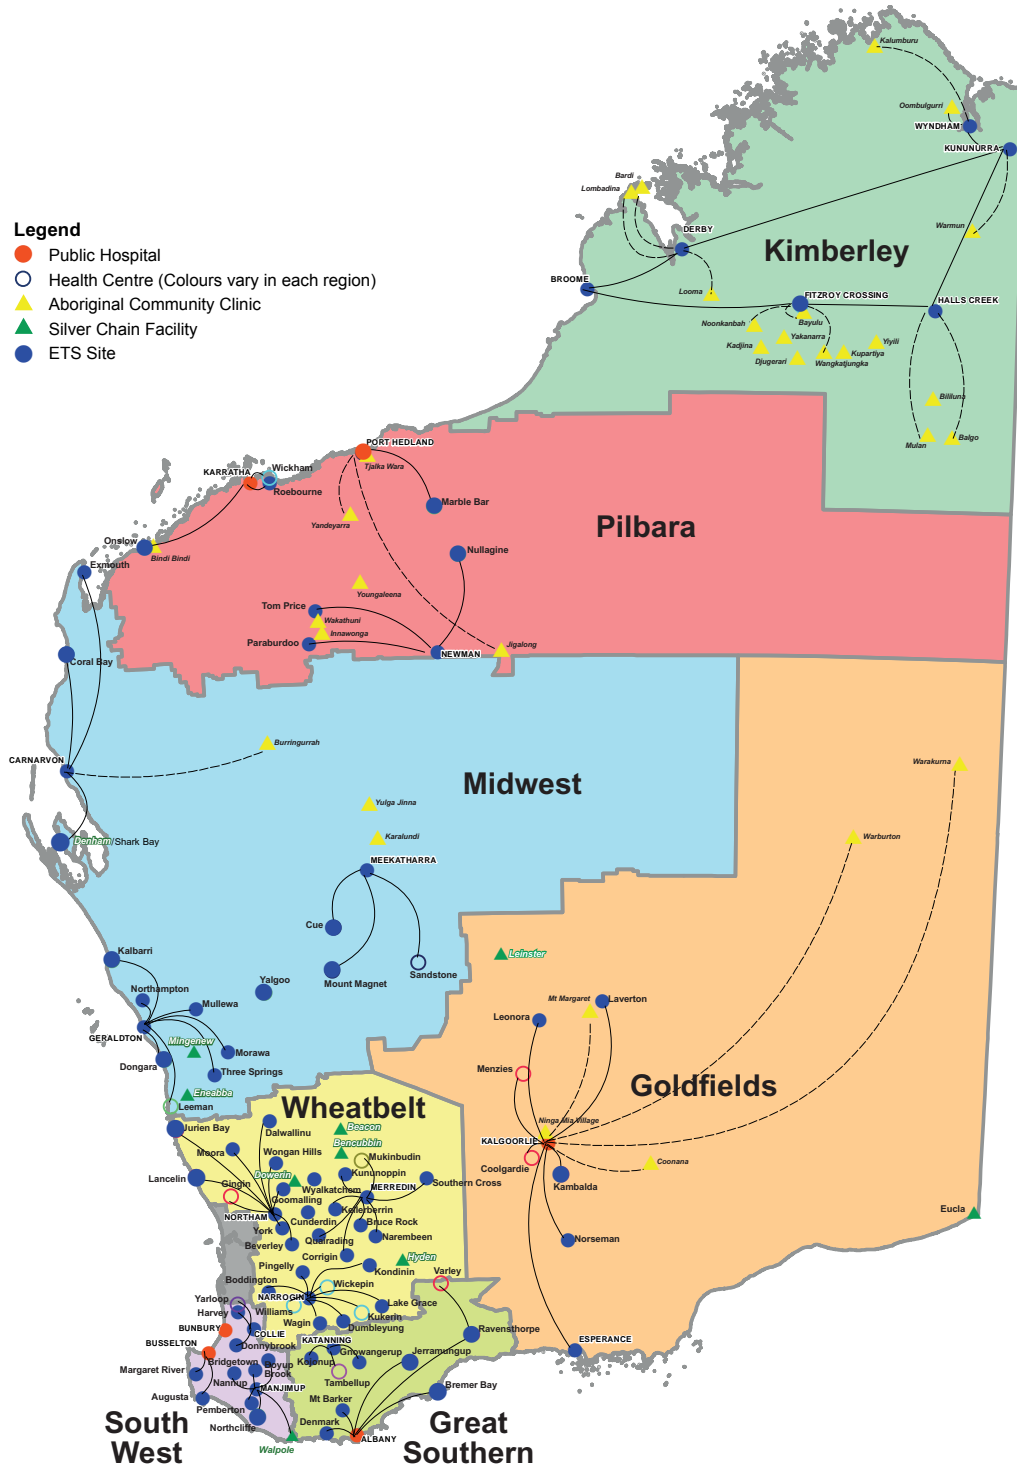 Kalumburu
Oombulgurri
WYNDHAM
KUNUNURRA
Bardi
Lombadina
Warmun
DERBY
Kimberley
Legend
Public Hospital
Health Centre (Colours vary in each region)
Aboriginal Community Clinic
Silver Chain Facility
ETS Site
BROOME
Looma
FITZROY CROSSING
HALLS CREEK
Noonkanbah
Bayulu
Yakanarra
Kadjina
Yiyili
Djugerari
Wangkatjungka
Kupartiya
Bililuna
Mulan
Balgo
PORT HEDLAND
Tjalka Wara
KARRATHA
Wickham
Roebourne
Marble Bar
Yandeyarra
Pilbara
Onslow
Bindi Bindi
Nullagine
Exmouth
Youngaleena
Tom Price
Wakathuni
Innawonga
Paraburdoo
NEWMAN
Jigalong
Coral Bay
Burringurrah
CARNARVON
Warakurna
Midwest
Yulga Jinna
Karalundi
Warburton
Denham/Shark Bay
MEEKATHARRA
Cue
Kalbarri
Leinster
Sandstone
Mount Magnet
Yalgoo
Northampton
Mullewa
Mt Margaret
Laverton
Leonora
GERALDTON
Mingenew
Morawa
Dongara
Three Springs
Menzies
Goldfields
Eneabba
Leeman
Wheatbelt
Ninga Mia Village
KALGOORLIE
Jurien Bay
Dalwallinu
Beacon
Bencubbin
Moora
Wongan Hills
Mukinbudin
Coolgardie
Coonana
Lancelin
Dowerin
Kununoppin
Gingin
Wyalkatchem
MERREDIN
Southern Cross
Kambalda
Goomalling
Kellerberrin
NORTHAM
Cunderdin
Bruce Rock
Eucla
York
Quairading
Narembeen
Norseman
Beverley
Corrigin
Hyden
Pingelly
Kondinin
Boddington
Wickepin
Varley
Yarloop
NARROGIN
Lake Grace
Harvey
Williams
Kukerin
BUNBURY
Wagin
Dumbleyung
COLLIE
Ravensthorpe
BUSSELTON
Donnybrook
KATANNING
ESPERANCE
Gnowangerup
Jerramungup
Bridgetown
Boyup
Brook
Kojonup
Margaret River
Nannup
Tambellup
MANJIMUP
Bremer Bay
Augusta
Pemberton
Mt Barker
Northcliffe
Denmark
South
West
Great
Southern
Walpole
ALBANY